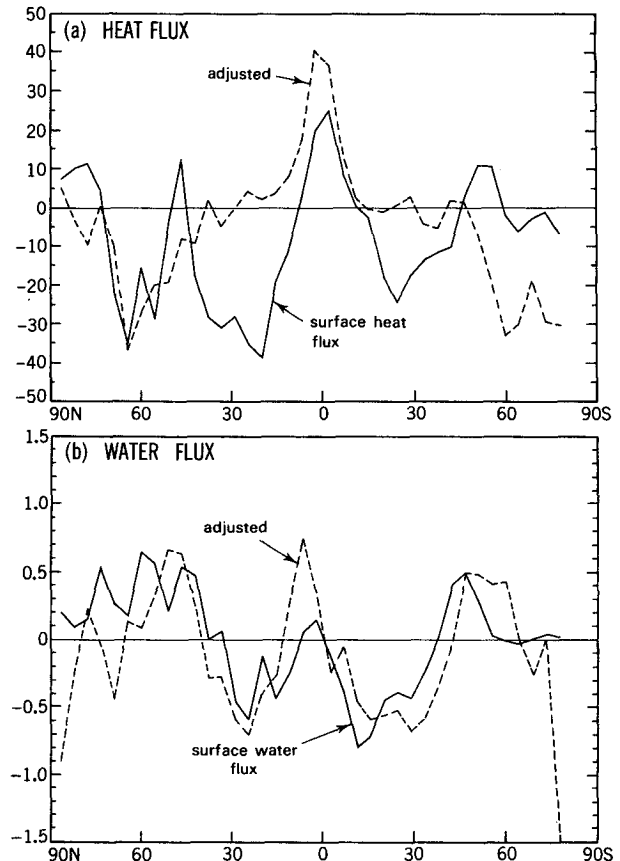 (a) HEAT FLUX
50
40
30
20
10
0
-10
-20
-30
-40
-50
adjusted
surface heat
flux
90N 60 30 0 30 60 90S
(b) WATER FLUX
1.5
1.0
0.5
0
-0.5
-1.0
-1.5
adjusted
surface water
flux
90N 60 30 0 30 60 90S